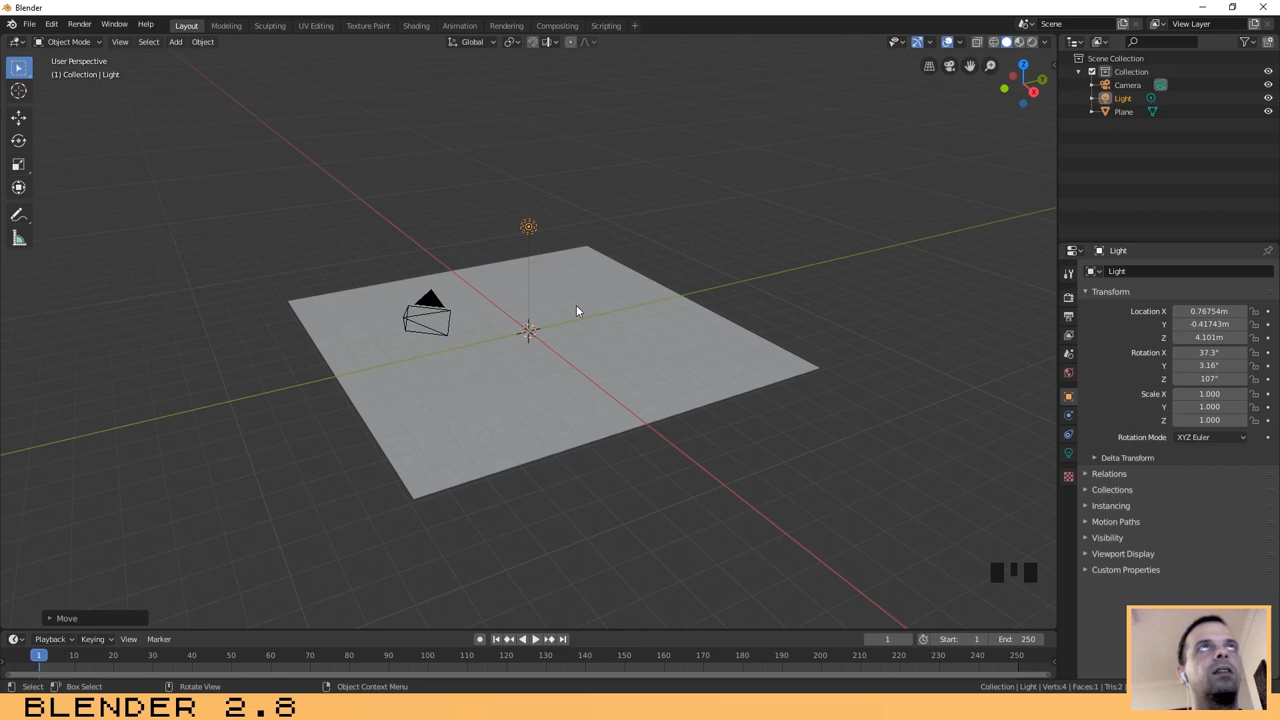 Blender
File Edit Render Window Help Layout Modeling Sculpting UV Editing Texture Paint Shading Animation Rendering Compositing Scripting + Scene View Layer
Object Mode View Select Add Object Global
User Perspective
(1) Collection | Light
Z
Y
X
Scene Collection
Collection
Camera
Light
Plane
Light
Light
Transform
Location X 0.76754m
Y -0.41743m
Z 4.101m
Rotation X 37.3°
Y 3.16°
Z 107°
Scale X 1.000
Y 1.000
Z 1.000
Rotation Mode XYZ Euler
Delta Transform
Relations
Collections
Instancing
Motion Paths
Visibility
Viewport Display
Custom Properties
Move
Playback Keying View Marker 1 Start: 1 End: 250
1 10 20 30 40 50 60 70 80 90 100 110 120 130 140 150 160 170 180 190 200 210 220 230 240 250
Select Box Select Rotate View Object Context Menu Collection | Light | Verts:4 | Faces:1 | Tris:2
BLENDER 2.8